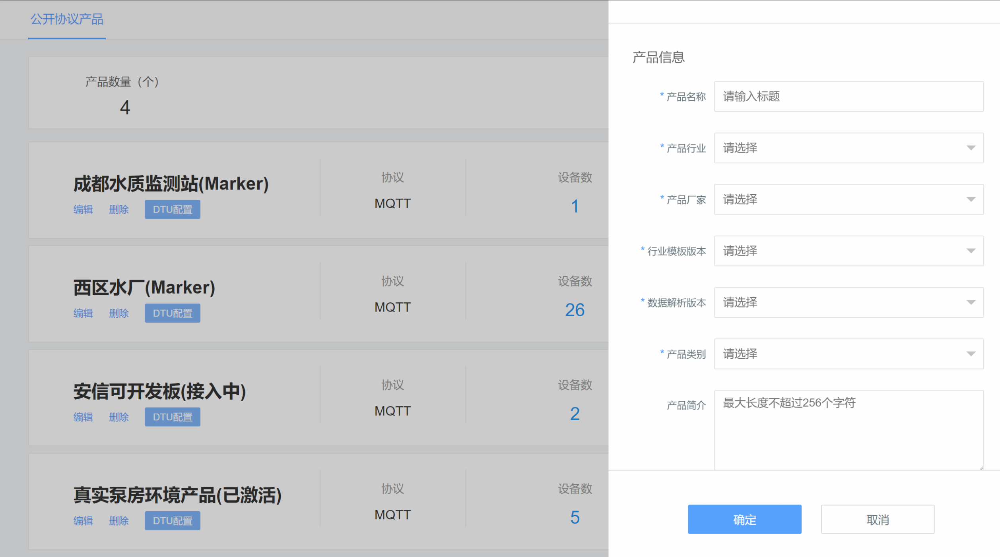 公开协议产品
产品数量（个）
4
成都水质监测站(Marker)
编辑 删除 DTU配置
协议
MQTT
设备数
1
西区水厂(Marker)
编辑 删除 DTU配置
协议
MQTT
设备数
26
安信可开发板(接入中)
编辑 删除 DTU配置
协议
MQTT
设备数
2
真实泵房环境产品(已激活)
编辑 删除 DTU配置
协议
MQTT
设备数
5
产品信息
* 产品名称 请输入标题
* 产品行业 请选择
* 产品厂家 请选择
* 行业模板版本 请选择
* 数据解析版本 请选择
* 产品类别 请选择
产品简介 最大长度不超过256个字符
确定 取消